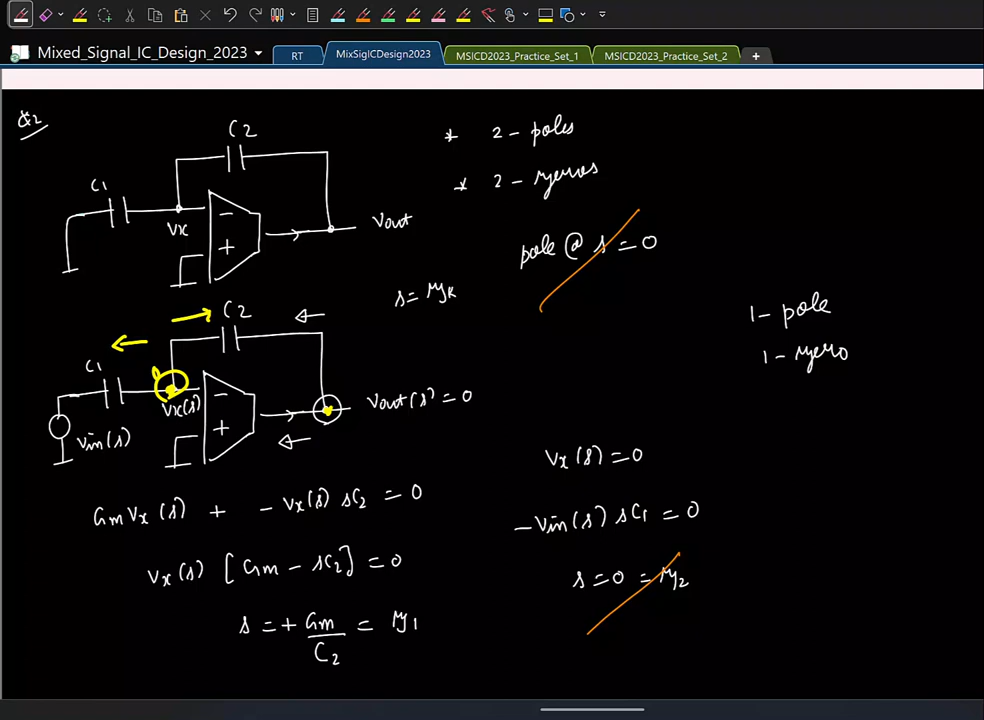 Mixed_Signal_IC_Design_2023
RT
MixSigICDesign2023
MSICD2023_Practice_Set_1
MSICD2023_Practice_Set_2
Q2
C2
C1
Vx
Vout
* 2 - poles
* 2 - zeros
pole @ s = 0
s = zk
1 - pole
1 - zero
C2
C1
Vx(s)
Vin(s)
Vout(s) = 0
Gm Vx(s) + - Vx(s) sC2 = 0
Vx(s) [Gm - sC2] = 0
s = + Gm/C2 = z1
Vx(s) = 0
- Vin(s) sC1 = 0
s = 0 = z2